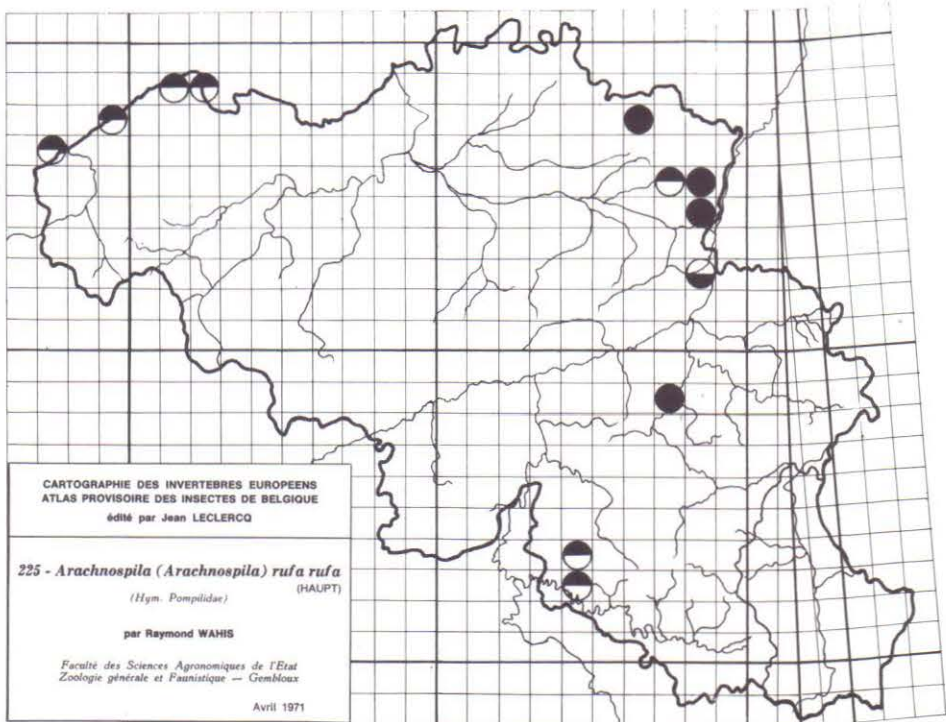 CARTOGRAPHIE DES INVERTEBRES EUROPEENS
ATLAS PROVISOIRE DES INSECTES DE BELGIQUE
édité par Jean LECLERCQ
225 - Arachnospila (Arachnospila) rufa rufa
(HAUPT)
(Hym. Pompilidae)
par Raymond WAHIS
Faculté des Sciences Agronomiques de l'Etat
Zoologie générale et Faunistique — Gembloux
Avril 1971